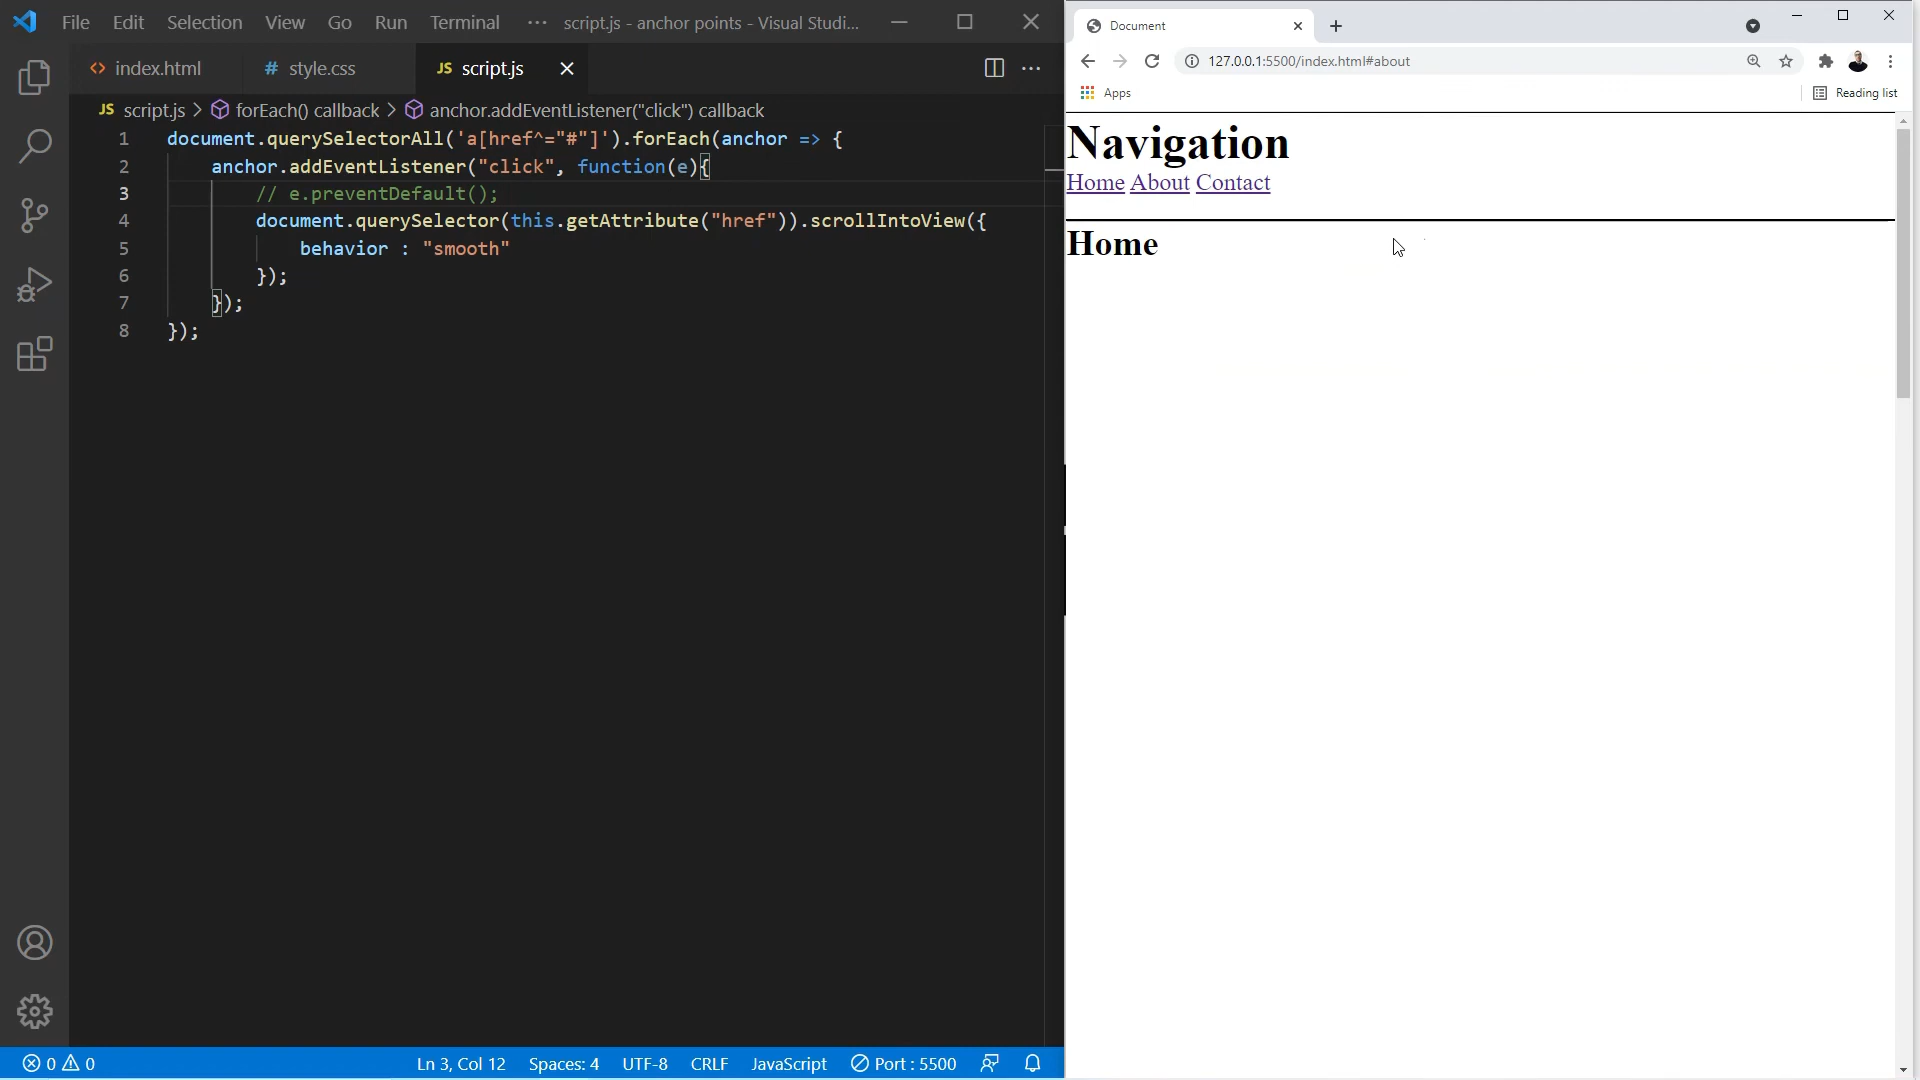 File Edit Selection View Go Run Terminal ··· script.js - anchor points - Visual Studi...
index.html style.css JS script.js
JS script.js > forEach() callback > anchor.addEventListener("click") callback
1 document.querySelectorAll('a[href^="#"]').forEach(anchor => {
2 anchor.addEventListener("click", function(e){
3 // e.preventDefault();
4 document.querySelector(this.getAttribute("href")).scrollIntoView({
5 behavior : "smooth"
6 });
7 });
8 });
0 0 Ln 3, Col 12 Spaces: 4 UTF-8 CRLF JavaScript Port : 5500
Document
127.0.0.1:5500/index.html#about
Apps Reading list
Navigation
Home About Contact
Home